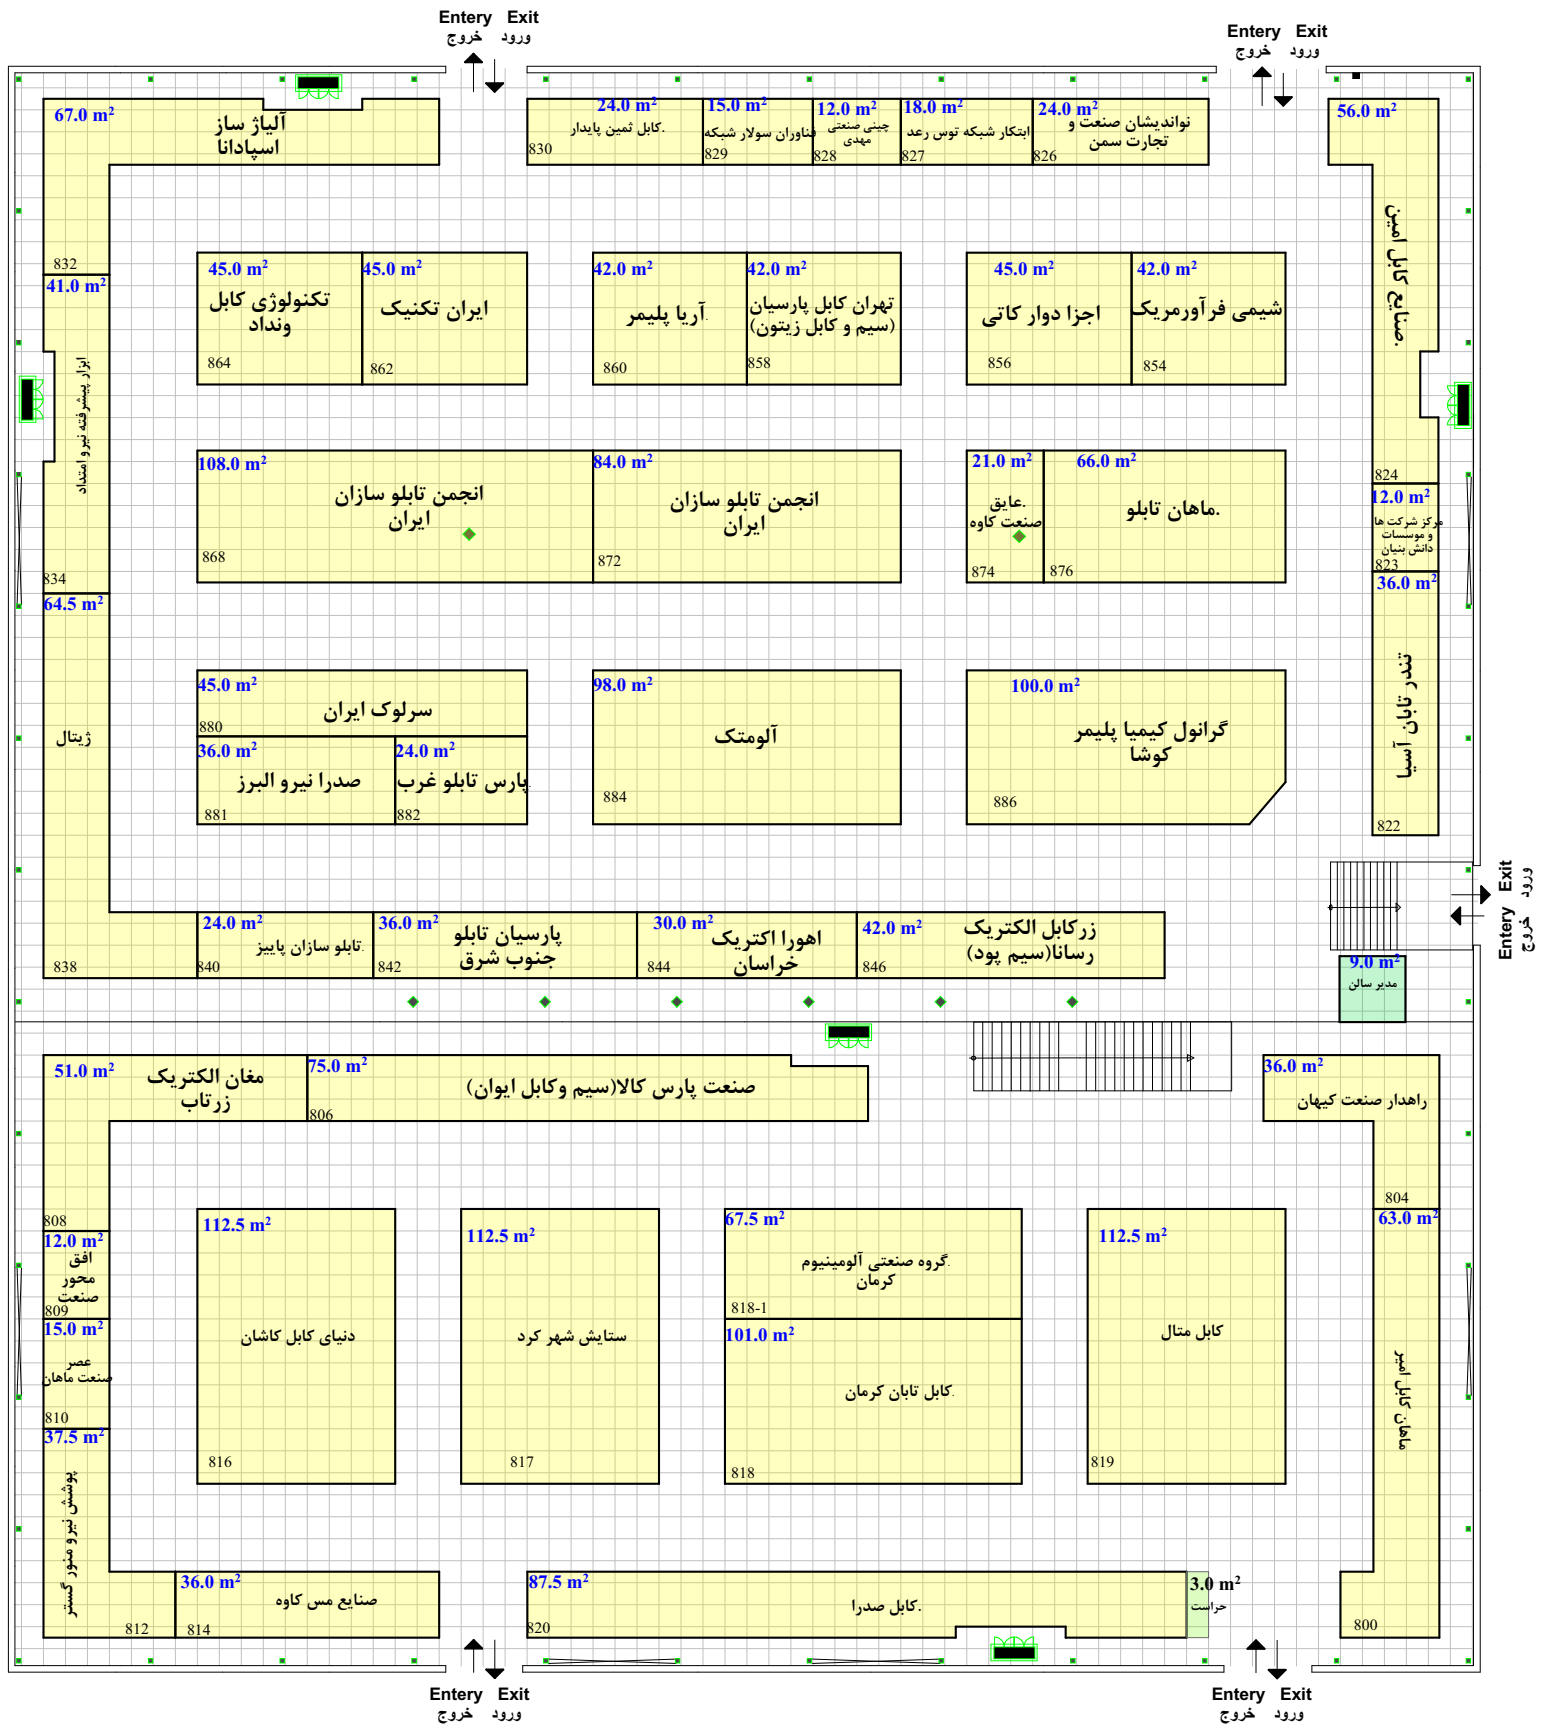 Entery Exit
خروج ورود
Entery Exit
خروج ورود
67.0 m²
آلیاژ ساز
اسپادانا
832
24.0 m²
کابل ثمین پایدار.
830
15.0 m²
فناوران سولار شبکه
829
12.0 m²
چینی صنعتی
مهدی
828
18.0 m²
ابتکار شبکه توس رعد
827
24.0 m²
نواندیشان صنعت و
تجارت سمن
826
56.0 m²
صنایع کابل امین.
824
41.0 m²
ابزار پیشرفته نیرو امتداد
834
45.0 m²
تکنولوژی کابل
ونداد
864
45.0 m²
ایران تکنیک
862
42.0 m²
آریا پلیمر.
860
42.0 m²
تهران کابل پارسیان
(سیم و کابل زیتون)
858
45.0 m²
اجزا دوار کاتی
856
42.0 m²
شیمی فرآورمریک
854
108.0 m²
انجمن تابلو سازان
ایران
868
84.0 m²
انجمن تابلو سازان
ایران
872
21.0 m²
عایق.
صنعت کاوه
874
66.0 m²
ماهان تابلو.
876
12.0 m²
مرکز شرکت ها
و موسسات
دانش بنیان
823
36.0 m²
تندر تابان آسیا
822
64.5 m²
ژیتال
838
45.0 m²
سرلوک ایران
880
36.0 m²
صدرا نیرو البرز
881
24.0 m²
پارس تابلو غرب.
882
98.0 m²
آلومتک
884
100.0 m²
گرانول کیمیا پلیمر
کوشا
886
Entery Exit
خروج ورود
24.0 m²
تابلو سازان پاییز.
840
36.0 m²
پارسیان تابلو
جنوب شرق
842
30.0 m²
اهورا اکتریک
خراسان
844
42.0 m²
زرکابل الکتریک
رسانا(سیم پود)
846
9.0 m²
مدیر سالن
51.0 m²
مغان الکتریک
زرتاب
808
75.0 m²
صنعت پارس کالا(سیم وکابل ایوان)
806
36.0 m²
راهدار صنعت کیهان
804
12.0 m²
افق
محور
صنعت
809
15.0 m²
عصر
صنعت ماهان
810
37.5 m²
پوشش نیرو منور گستر
812
112.5 m²
دنیای کابل کاشان
816
112.5 m²
ستایش شهر کرد
817
67.5 m²
گروه صنعتی آلومینیوم.
کرمان
818-1
101.0 m²
کابل تابان کرمان.
818
112.5 m²
کابل متال
819
63.0 m²
ماهان کابل امیر
800
36.0 m²
صنایع مس کاوه
814
87.5 m²
کابل صدرا.
820
3.0 m²
حراست
Entery Exit
خروج ورود
Entery Exit
خروج ورود